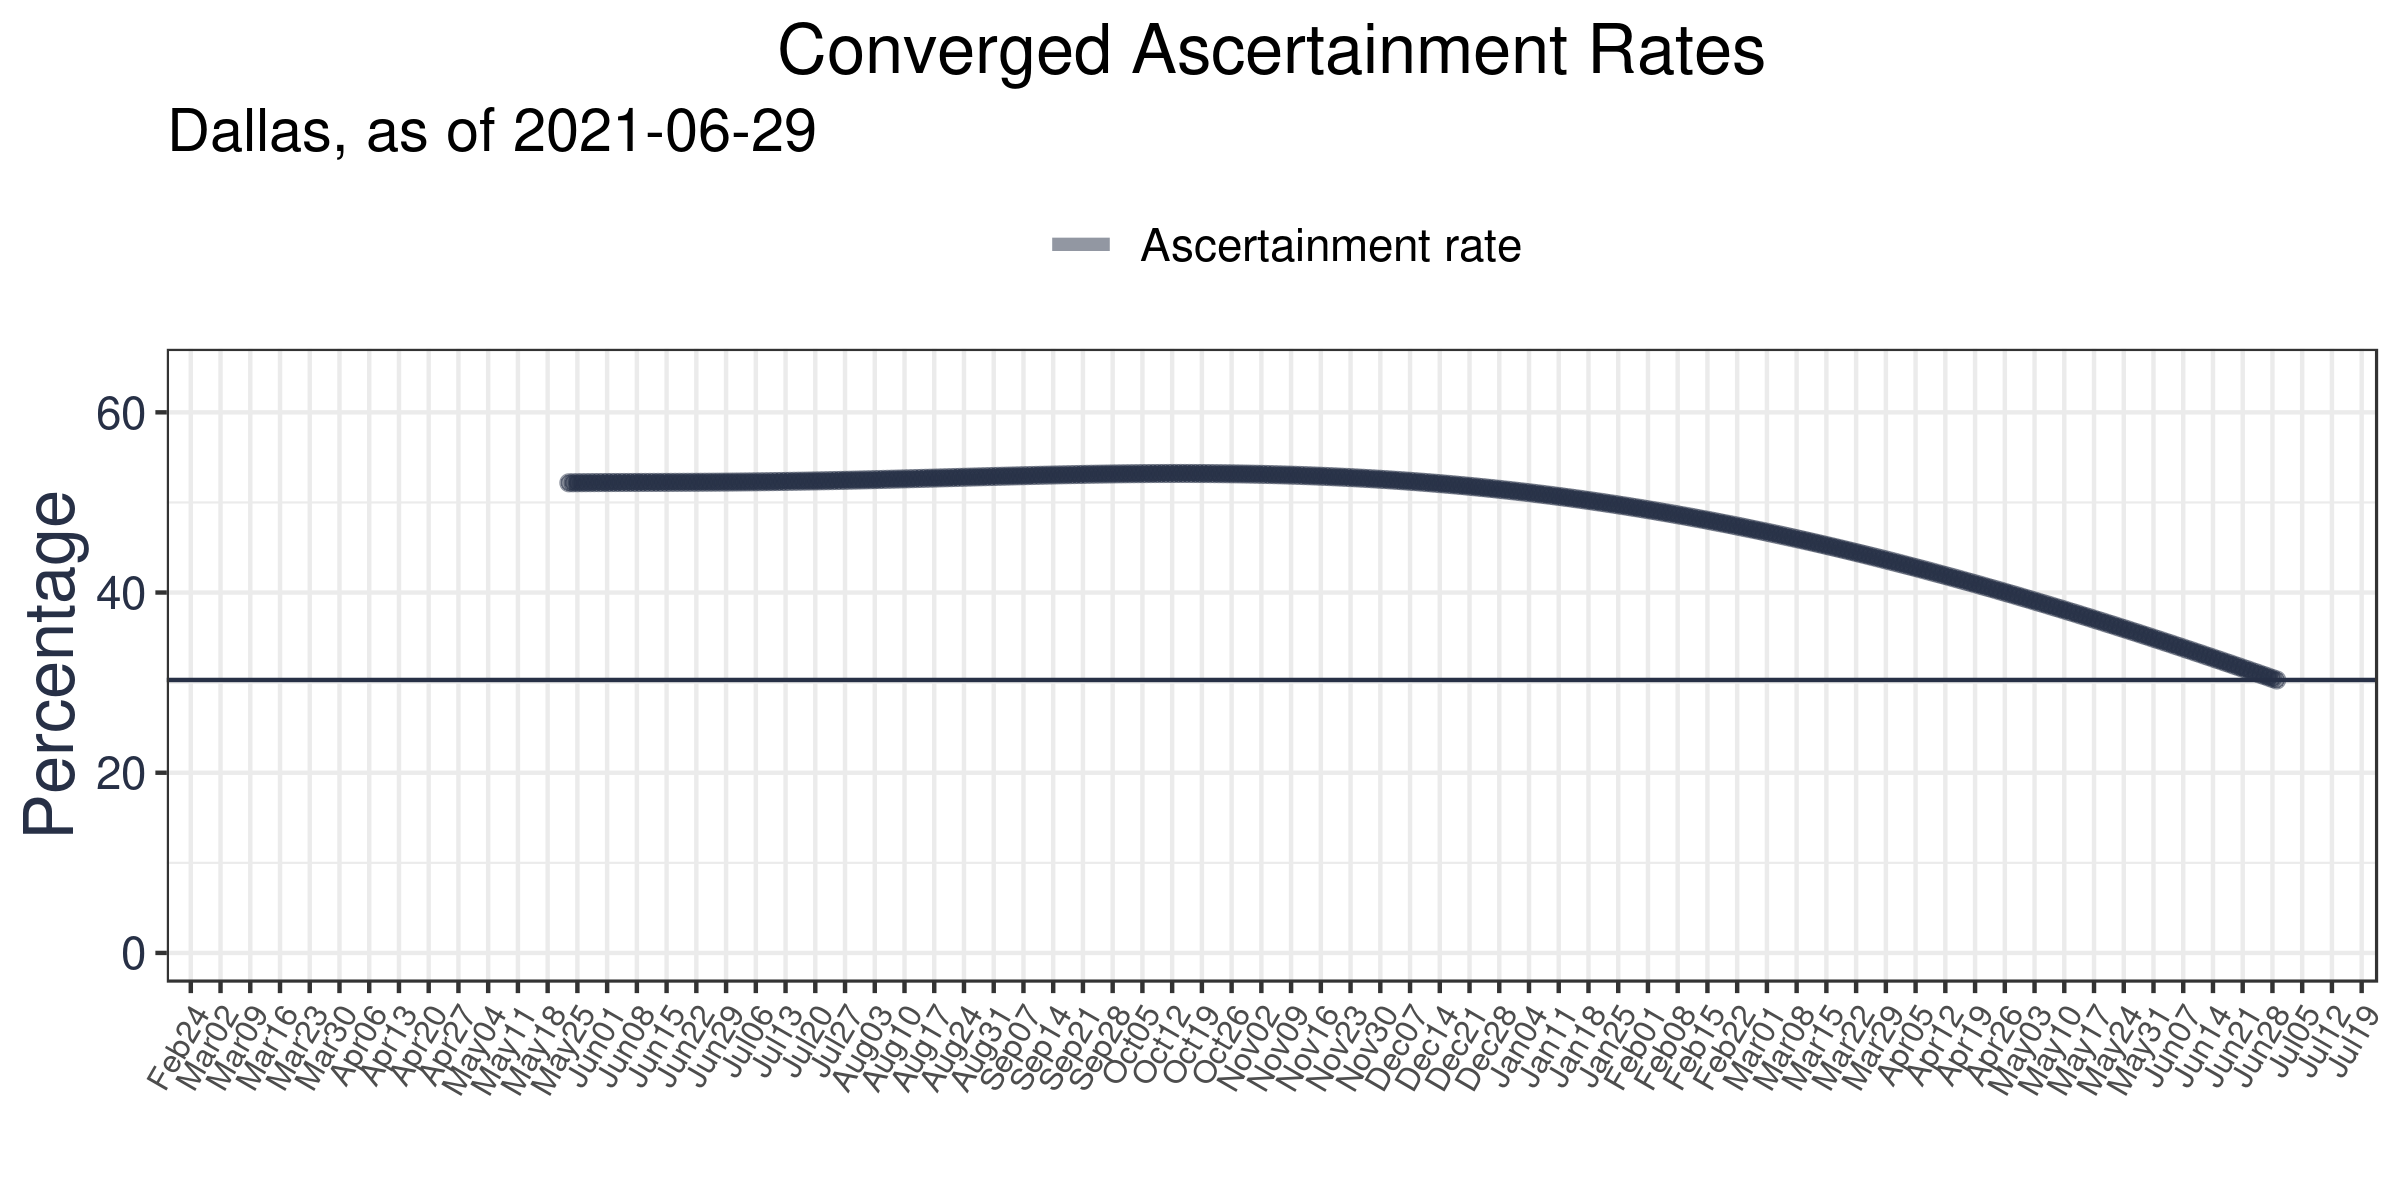 Converged Ascertainment Rates
Dallas, as of 2021-06-29
Ascertainment rate
Percentage
60
40
20
0
Feb24
Mar02
Mar09
Mar16
Mar23
Mar30
Apr06
Apr13
Apr20
Apr27
May04
May11
May18
May25
Jun01
Jun08
Jun15
Jun22
Jun29
Jul06
Jul13
Jul20
Jul27
Aug03
Aug10
Aug17
Aug24
Aug31
Sep07
Sep14
Sep21
Sep28
Oct05
Oct12
Oct19
Oct26
Nov02
Nov09
Nov16
Nov23
Nov30
Dec07
Dec14
Dec21
Dec28
Jan04
Jan11
Jan18
Jan25
Feb01
Feb08
Feb15
Feb22
Mar01
Mar08
Mar15
Mar22
Mar29
Apr05
Apr12
Apr19
Apr26
May03
May10
May17
May24
May31
Jun07
Jun14
Jun21
Jun28
Jul05
Jul12
Jul19